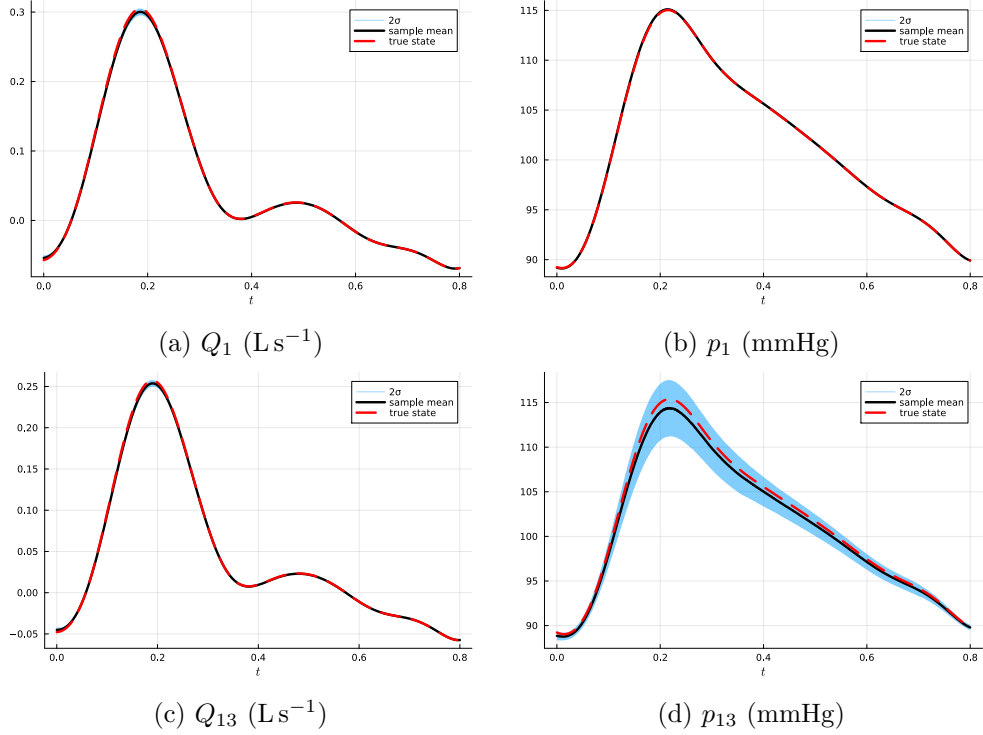 0.3
0.2
0.1
0.0
0.0
0.2
0.4
0.6
0.8
t
2σ
sample mean
true state
(a) Q₁ (L s⁻¹)
115
110
105
100
95
90
0.0
0.2
0.4
0.6
0.8
t
2σ
sample mean
true state
(b) p₁ (mmHg)
0.25
0.20
0.15
0.10
0.05
0.00
−0.05
0.0
0.2
0.4
0.6
0.8
t
2σ
sample mean
true state
(c) Q₁₃ (L s⁻¹)
115
110
105
100
95
90
0.0
0.2
0.4
0.6
0.8
t
2σ
sample mean
true state
(d) p₁₃ (mmHg)